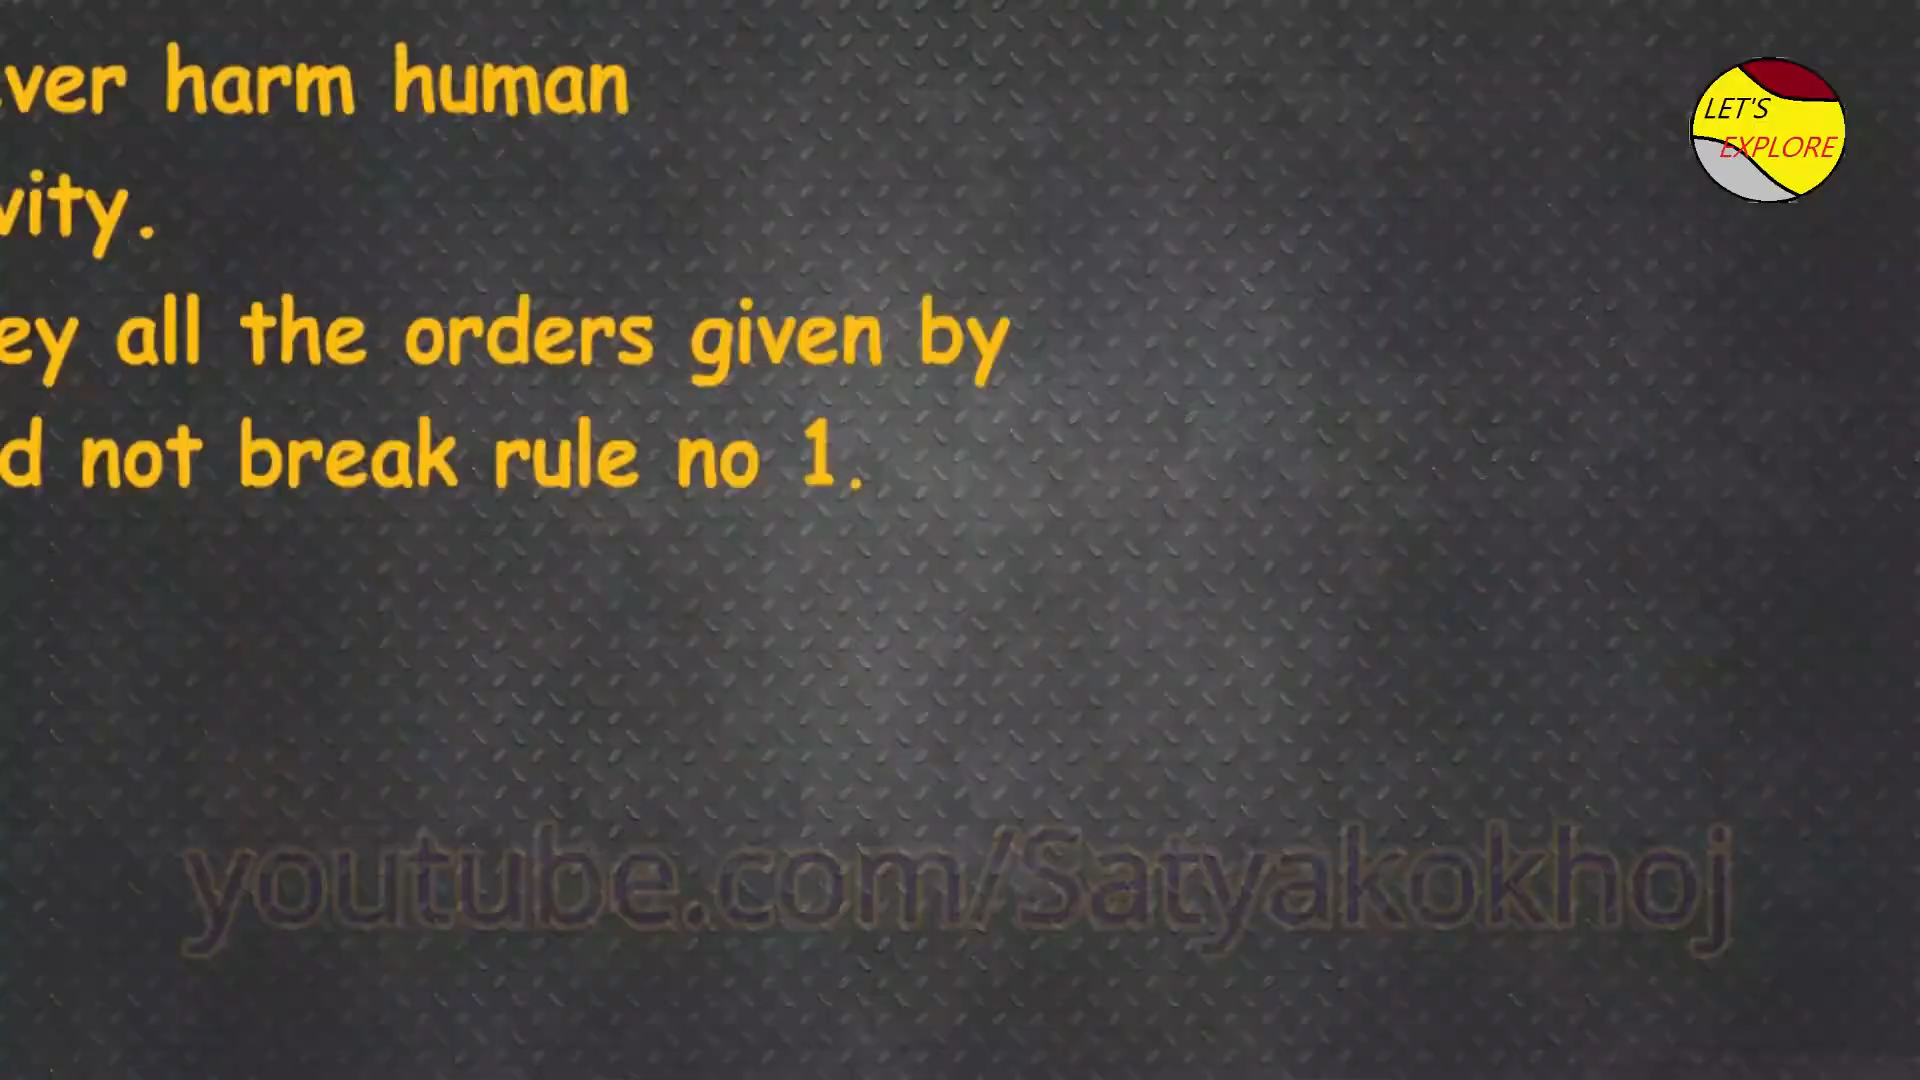 ver harm human
vity.
ey all the orders given by
d not break rule no 1.
LET'S
EXPLORE
youtube.com/Satyakokhoj